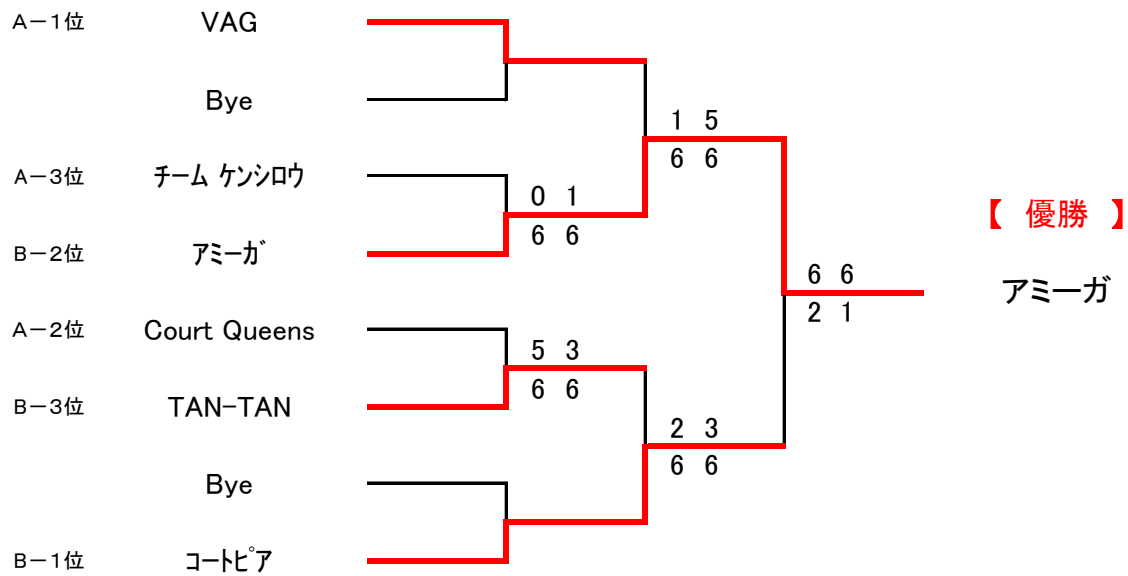 A－1位 VAG
Bye
1 5
6 6
A－3位 チーム ケンシロウ
0 1
6 6
B－2位 アミーガ
【 優勝 】
6 6
2 1
アミーガ
A－2位 Court Queens
5 3
6 6
B－3位 TAN-TAN
2 3
6 6
Bye
B－1位 コートピア